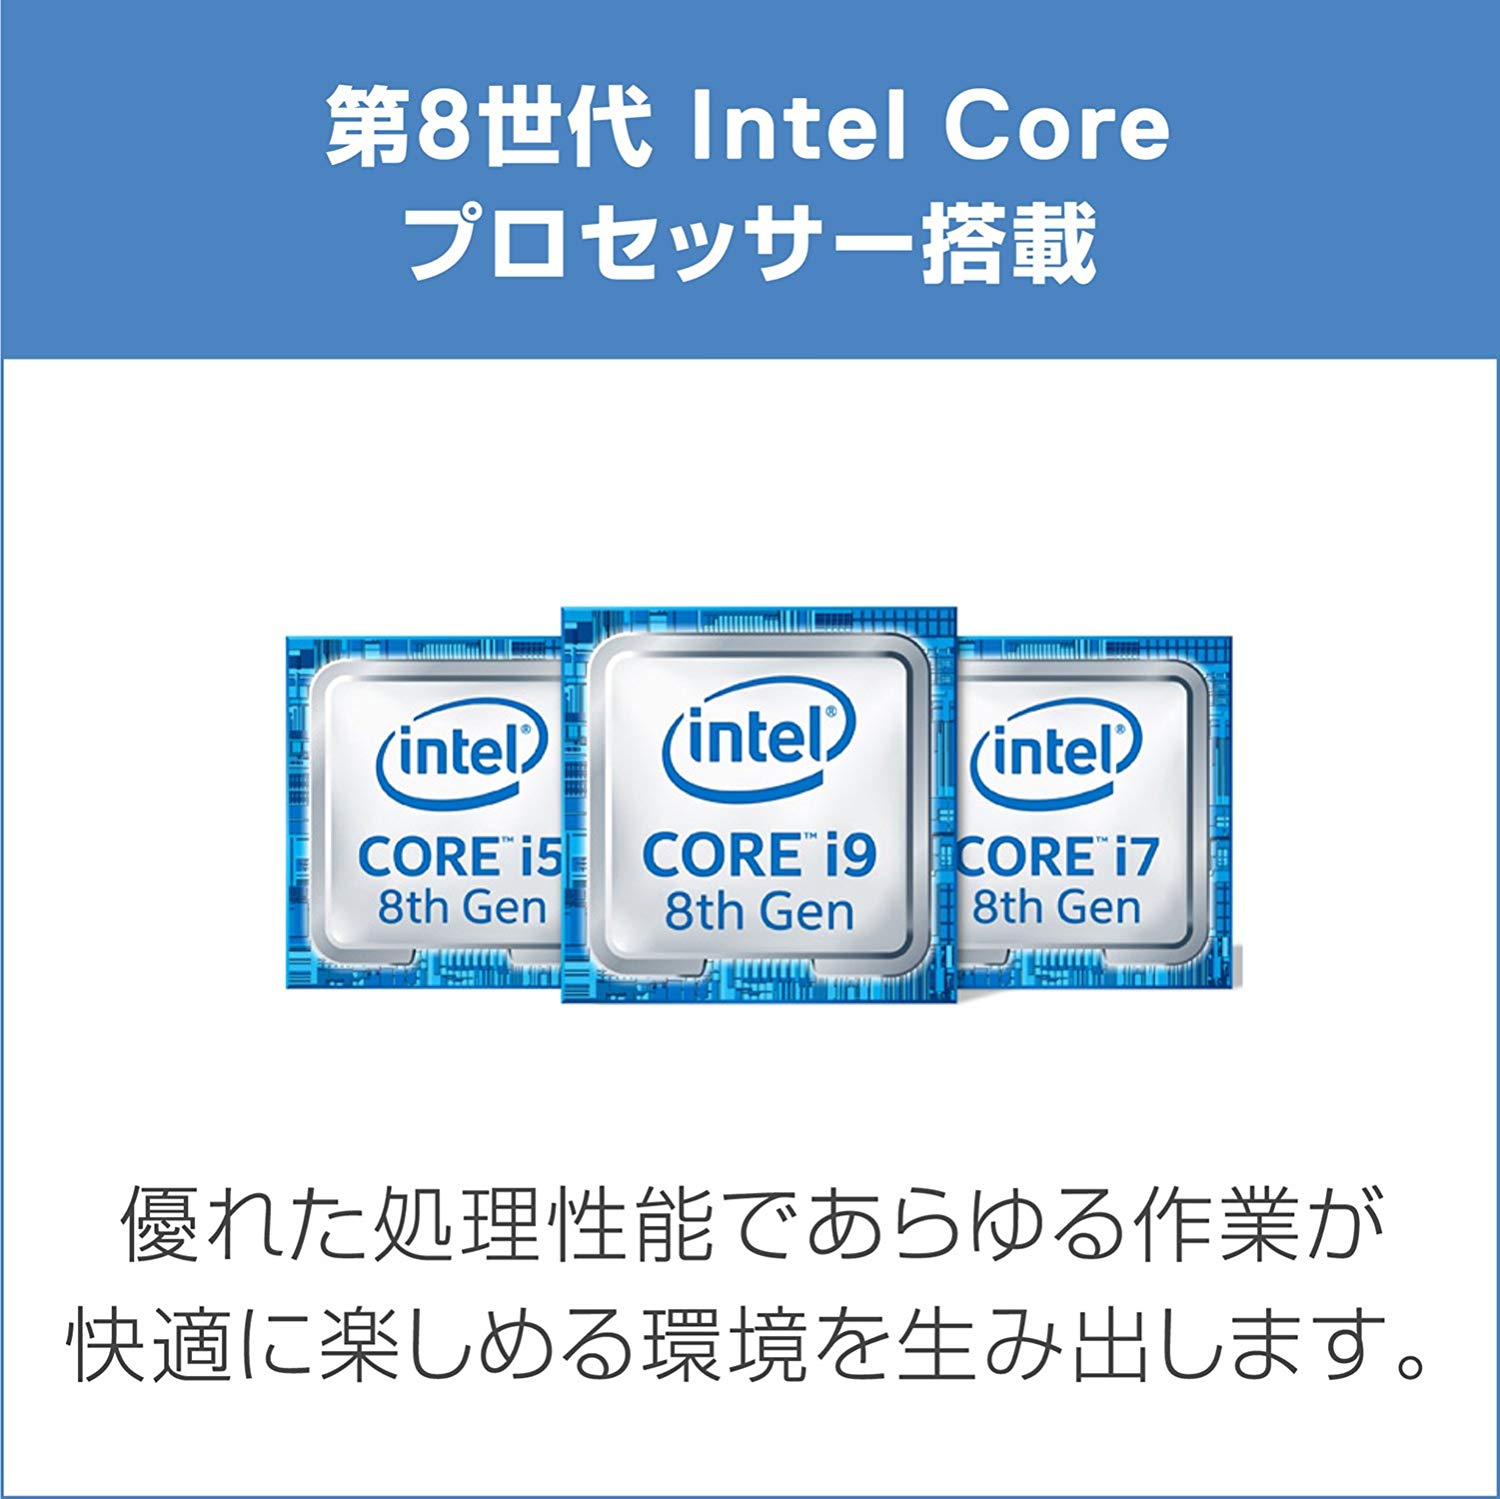 第8世代 Intel Core
プロセッサー搭載
intel®
CORE™ i5
8th Gen
intel®
CORE™ i9
8th Gen
intel®
CORE™ i7
8th Gen
優れた処理性能であらゆる作業が
快適に楽しめる環境を生み出します。